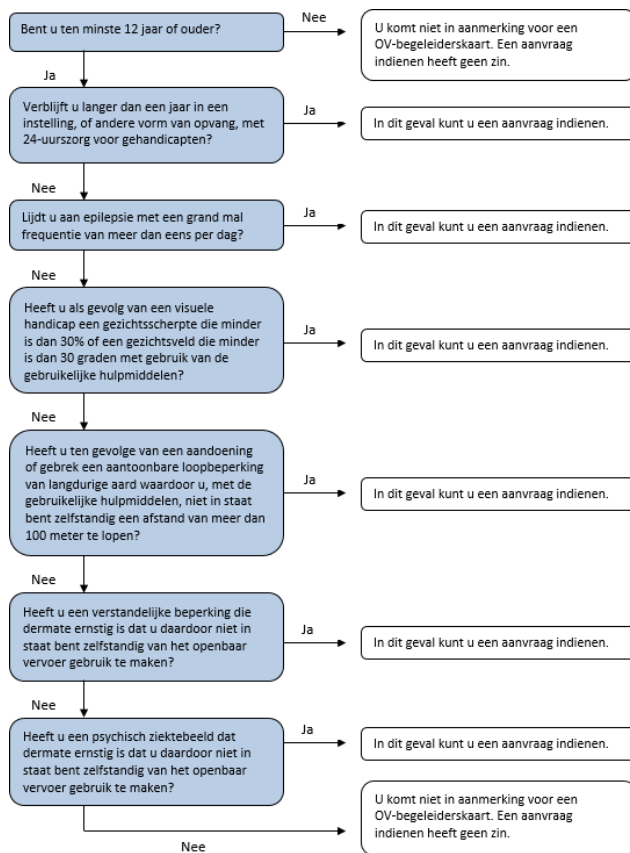 Bent u ten minste 12 jaar of ouder?
Nee
U komt niet in aanmerking voor een
OV-begeleiderskaart. Een aanvraag
indienen heeft geen zin.
Ja
Verblijft u langer dan een jaar in een
instelling, of andere vorm van opvang, met
24-uurszorg voor gehandicapten?
Ja
In dit geval kunt u een aanvraag indienen.
Nee
Lijdt u aan epilepsie met een grand mal
frequentie van meer dan eens per dag?
Ja
In dit geval kunt u een aanvraag indienen.
Nee
Heeft u als gevolg van een visuele
handicap een gezichtsscherpte die minder
is dan 30% of een gezichtsveld die minder
is dan 30 graden met gebruik van de
gebruikelijke hulpmiddelen?
Ja
In dit geval kunt u een aanvraag indienen.
Nee
Heeft u ten gevolge van een aandoening
of gebrek een aantoonbare loopbeperking
van langdurige aard waardoor u, met de
gebruikelijke hulpmiddelen, niet in staat
bent zelfstandig een afstand van meer dan
100 meter te lopen?
Ja
In dit geval kunt u een aanvraag indienen.
Nee
Heeft u een verstandelijke beperking die
dermate ernstig is dat u daardoor niet in
staat bent zelfstandig van het openbaar
vervoer gebruik te maken?
Ja
In dit geval kunt u een aanvraag indienen.
Nee
Heeft u een psychisch ziektebeeld dat
dermate ernstig is dat u daardoor niet in
staat bent zelfstandig van het openbaar
vervoer gebruik te maken?
Ja
In dit geval kunt u een aanvraag indienen.
Nee
U komt niet in aanmerking voor een
OV-begeleiderskaart. Een aanvraag
indienen heeft geen zin.